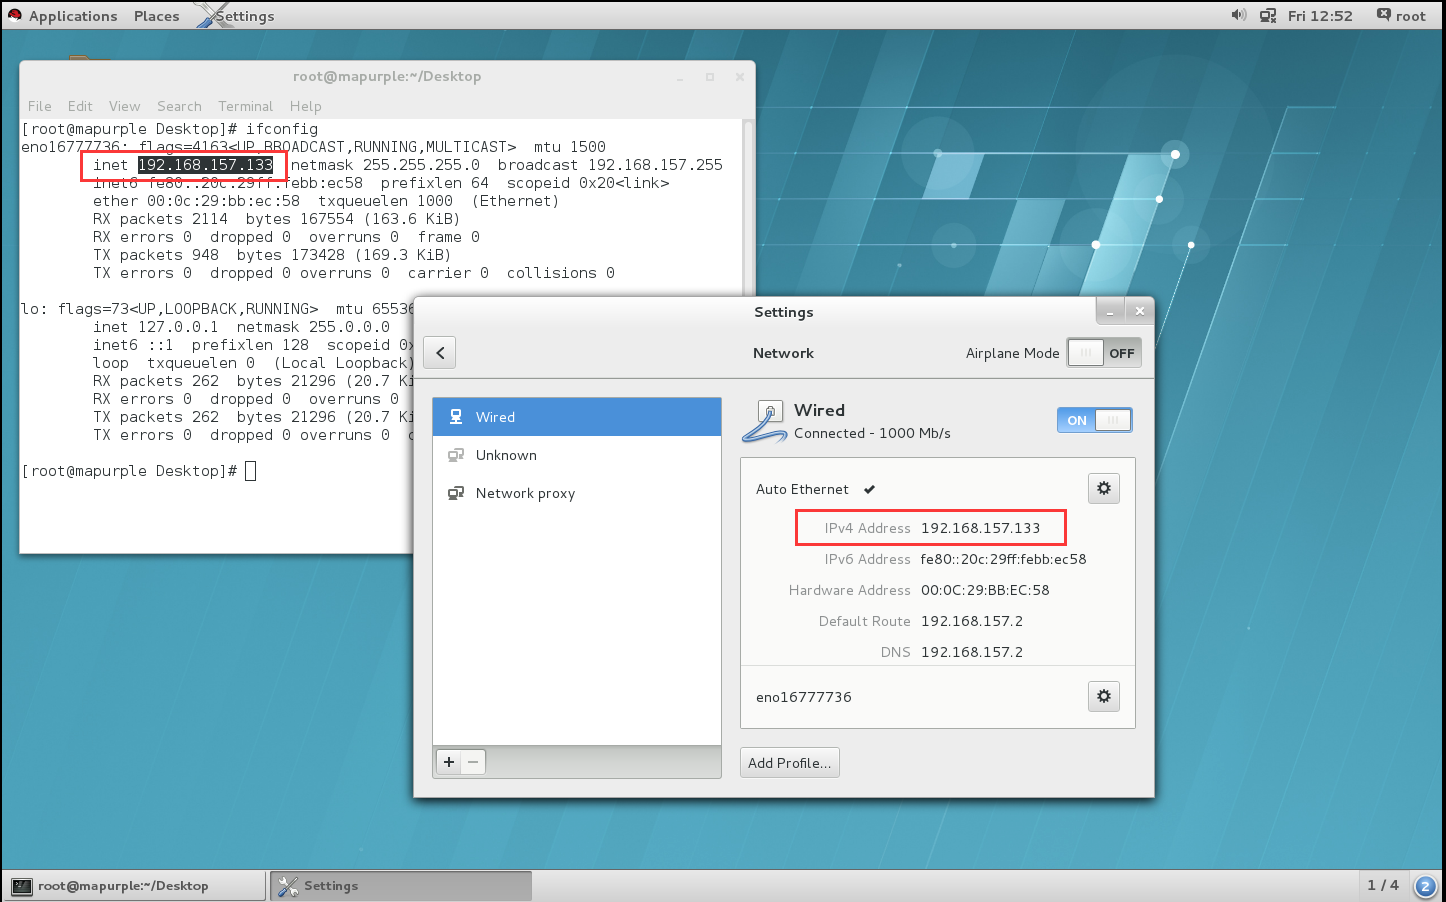 Applications Places Settings Fri 12:52 root
root@mapurple:~/Desktop
File Edit View Search Terminal Help
[root@mapurple Desktop]# ifconfig
eno16777736: flags=4163<UP,BROADCAST,RUNNING,MULTICAST> mtu 1500
inet 192.168.157.133 netmask 255.255.255.0 broadcast 192.168.157.255
inet6 fe80::20c:29ff:febb:ec58 prefixlen 64 scopeid 0x20<link>
ether 00:0c:29:bb:ec:58 txqueuelen 1000 (Ethernet)
RX packets 2114 bytes 167554 (163.6 KiB)
RX errors 0 dropped 0 overruns 0 frame 0
TX packets 948 bytes 173428 (169.3 KiB)
TX errors 0 dropped 0 overruns 0 carrier 0 collisions 0
lo: flags=73<UP,LOOPBACK,RUNNING> mtu 65536
inet 127.0.0.1 netmask 255.0.0.0
inet6 ::1 prefixlen 128 scopeid 0x
loop txqueuelen 0 (Local Loopback)
RX packets 262 bytes 21296 (20.7 Ki
RX errors 0 dropped 0 overruns 0
TX packets 262 bytes 21296 (20.7 Ki
TX errors 0 dropped 0 overruns 0
[root@mapurple Desktop]#
Settings
Network
Airplane Mode OFF
Wired
Unknown
Network proxy
Wired
Connected - 1000 Mb/s
ON
Auto Ethernet
IPv4 Address 192.168.157.133
IPv6 Address fe80::20c:29ff:febb:ec58
Hardware Address 00:0C:29:BB:EC:58
Default Route 192.168.157.2
DNS 192.168.157.2
eno16777736
Add Profile...
root@mapurple:~/Desktop
Settings
1 / 4
2